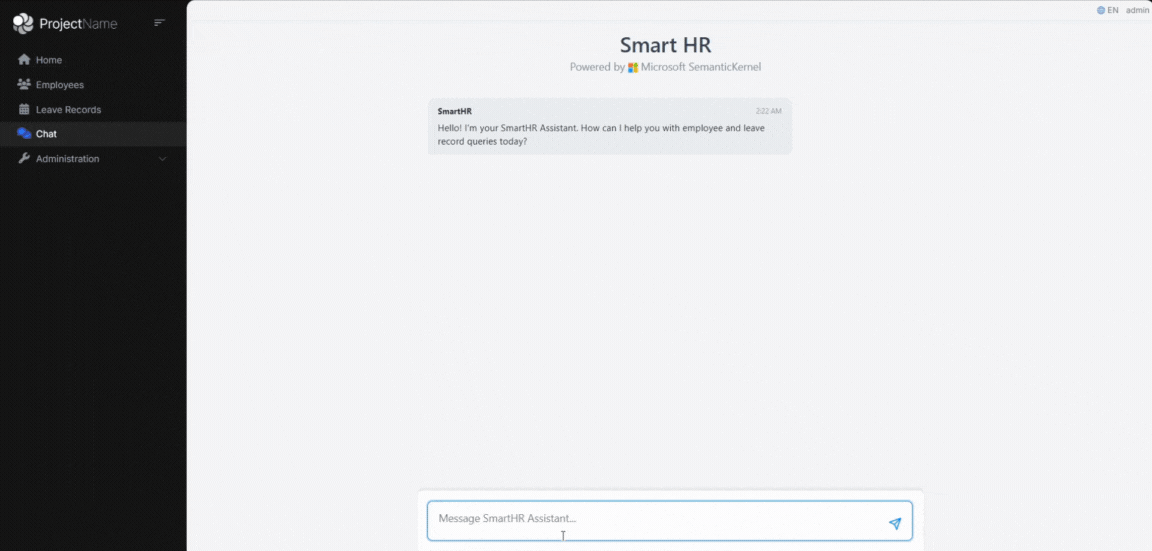 ProjectName
Home
Employees
Leave Records
Chat
Administration
EN admin
Smart HR
Powered by Microsoft SemanticKernel
SmartHR 2:22 AM
Hello! I'm your SmartHR Assistant. How can I help you with employee and leave
record queries today?
Message SmartHR Assistant...